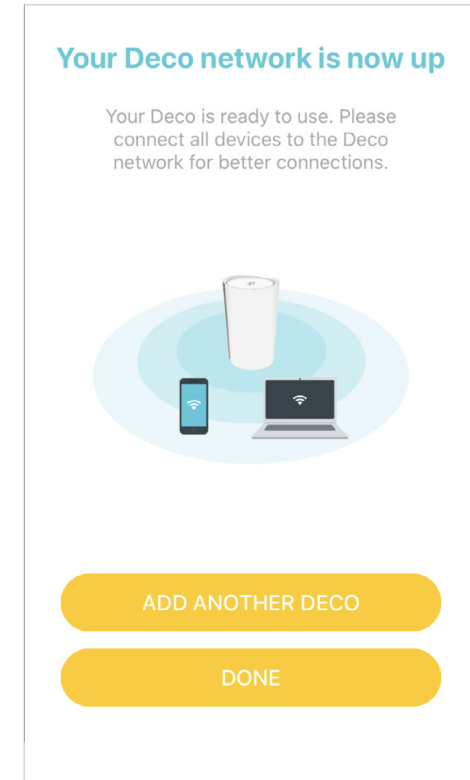 Your Deco network is now up
Your Deco is ready to use. Please
connect all devices to the Deco
network for better connections.
ADD ANOTHER DECO
DONE